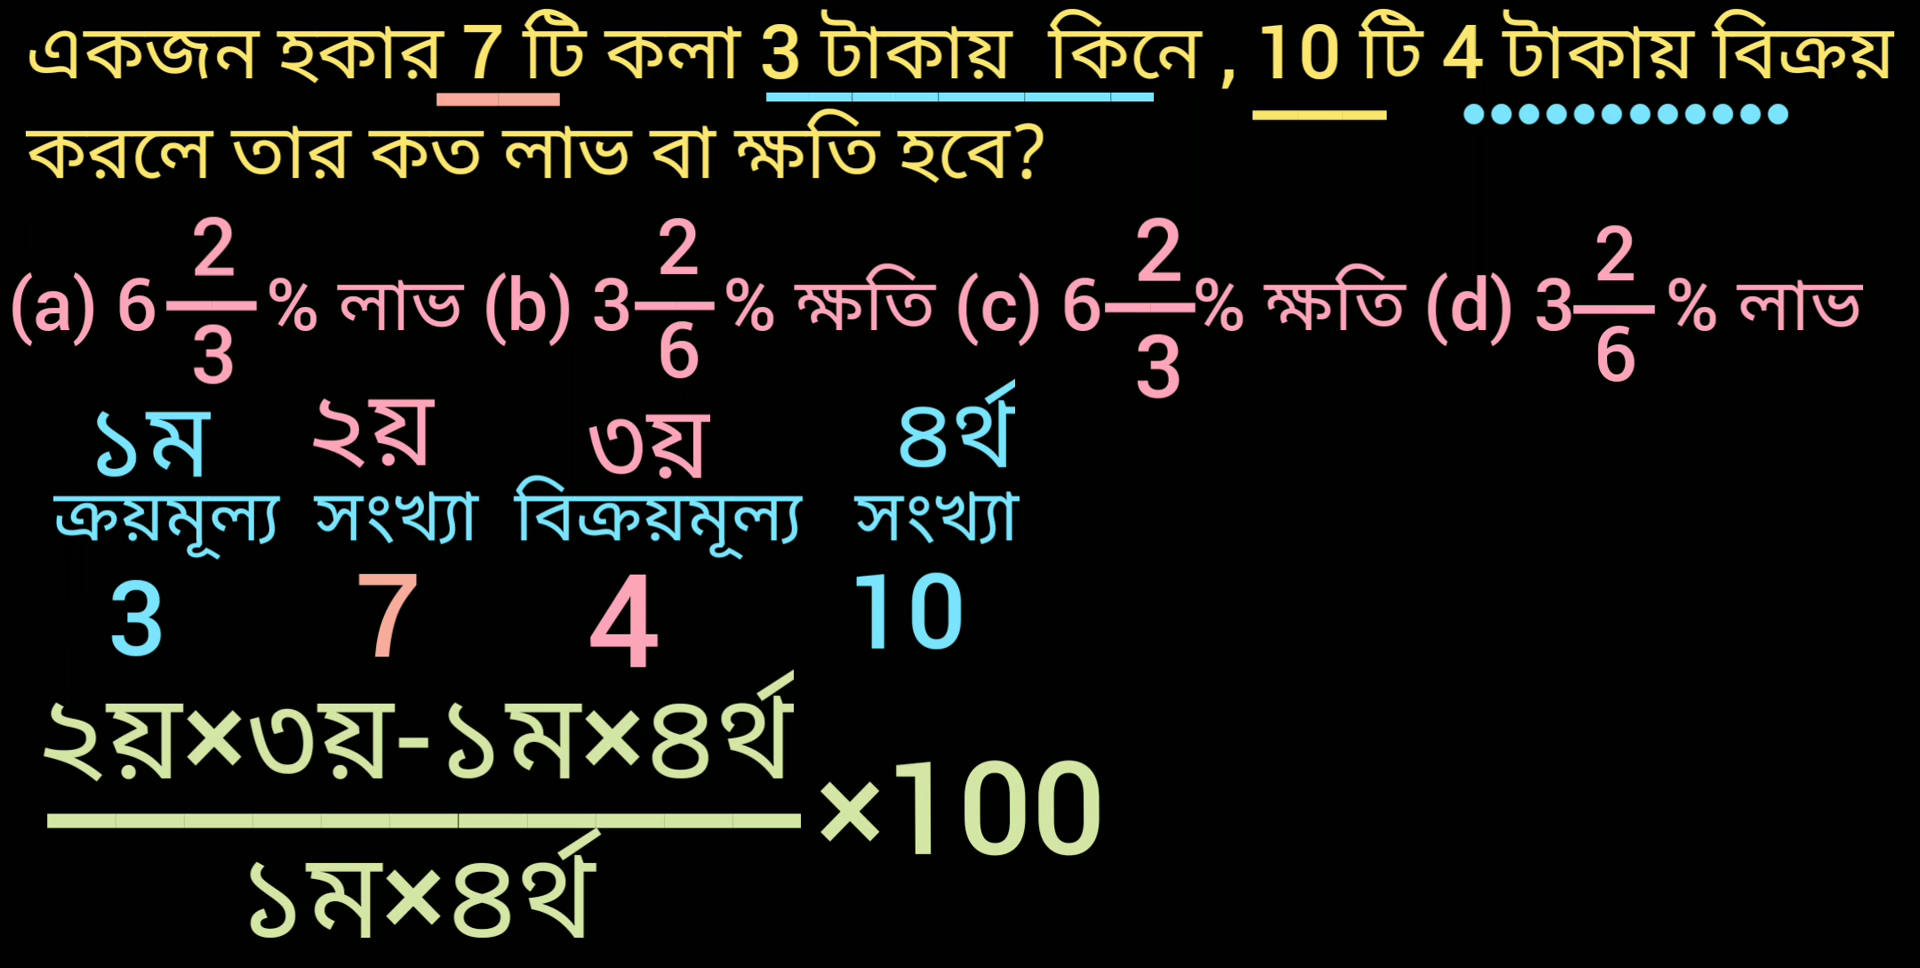 একজন হকার 7 টি কলা 3 টাকায় কিনে , 10 টি 4 টাকায় বিক্রয়
করলে তার কত লাভ বা ক্ষতি হবে?
(a) 6 2/3 % লাভ (b) 3 2/6 % ক্ষতি (c) 6 2/3 % ক্ষতি (d) 3 2/6 % লাভ
১ম ২য় ৩য় ৪র্থ
ক্রয়মূল্য সংখ্যা বিক্রয়মূল্য সংখ্যা
3 7 4 10
২য়×৩য়-১ম×৪র্থ
×100
১ম×৪র্থ